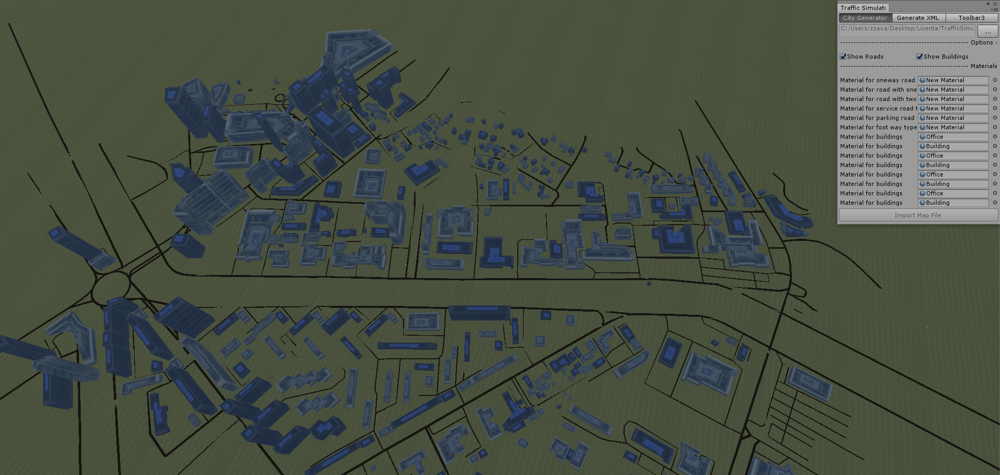 Traffic Simulato
City Generator Generate XML Toolbar3
C:/Users/zzava/Desktop/Licenta/TrafficSimu ...
Options
Show Roads Show Buildings
Materials
Material for oneway road New Material
Material for road with one New Material
Material for road with two New Material
Material for service road t New Material
Material for parking road New Material
Material for foot way type New Material
Material for buildings Office
Material for buildings Building
Material for buildings Office
Material for buildings Building
Material for buildings Office
Material for buildings Building
Material for buildings Office
Material for buildings Building
Import Map File